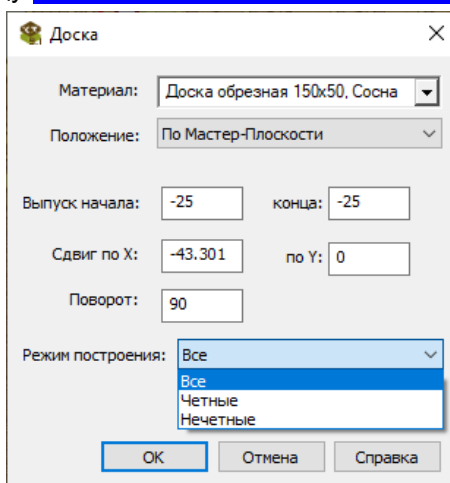 Доска
Материал: Доска обрезная 150x50, Сосна
Положение: По Мастер-Плоскости
Выпуск начала: -25 конца: -25
Сдвиг по X: -43.301 по Y: 0
Поворот: 90
Режим построения: Все
Все
Четные
Нечетные
OK Отмена Справка